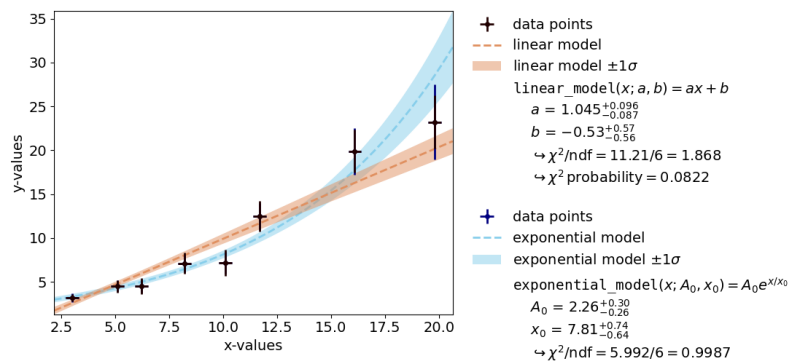 35
30
25
20
15
10
5
y-values
2.5 5.0 7.5 10.0 12.5 15.0 17.5 20.0
x-values
data points
linear model
linear model ±1σ
linear_model(x; a, b) = ax + b
a = 1.045 +0.096 −0.087
b = −0.53 +0.57 −0.56
↪ χ²/ndf = 11.21/6 = 1.868
↪ χ² probability = 0.0822
data points
exponential model
exponential model ±1σ
exponential_model(x; A₀, x₀) = A₀e^{x/x₀}
A₀ = 2.26 +0.30 −0.26
x₀ = 7.81 +0.74 −0.64
↪ χ²/ndf = 5.992/6 = 0.9987